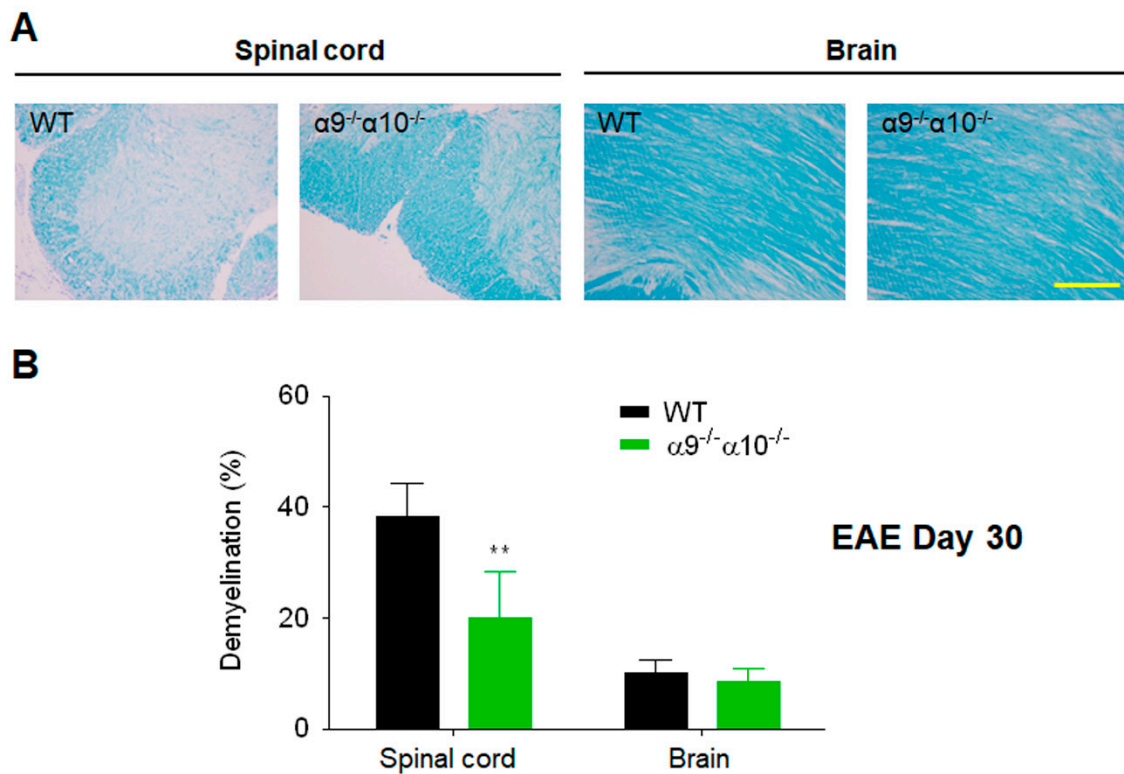 A
Spinal cord
Brain
WT
α9-/-α10-/-
WT
α9-/-α10-/-
B
60
40
20
0
Demyelination (%)
WT
α9-/-α10-/-
**
EAE Day 30
Spinal cord
Brain